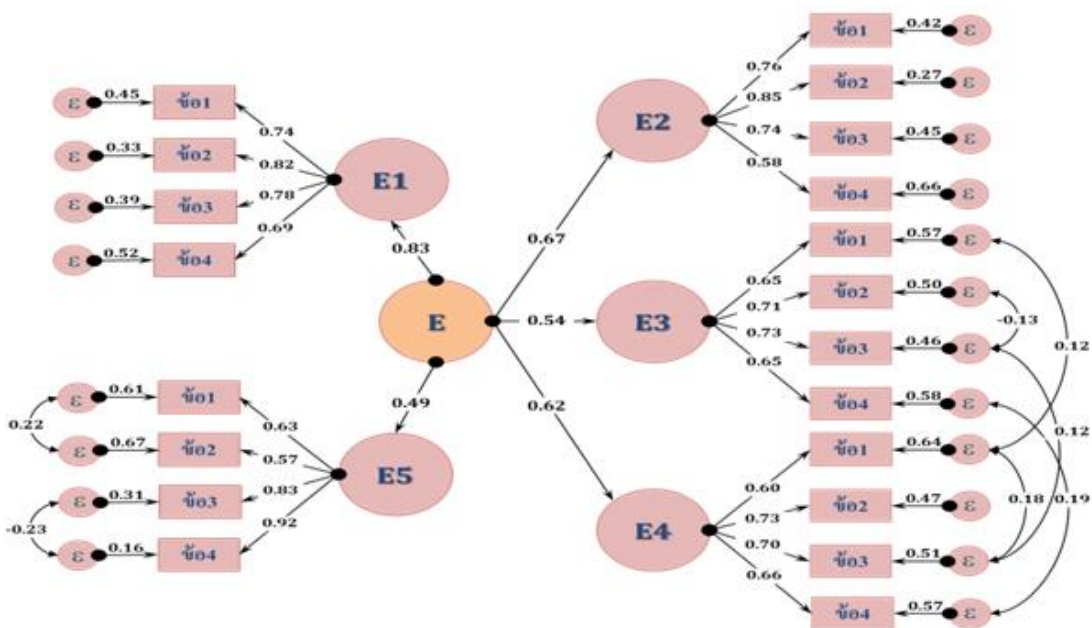 0.45
ข้อ1
0.74
0.33
ข้อ2
0.82
0.39
ข้อ3
0.78
0.52
ข้อ4
0.69
ε
ε
ε
ε
E1
0.83
E
0.61
ข้อ1
0.63
0.22
0.67
ข้อ2
0.57
0.31
ข้อ3
0.83
-0.23
0.16
ข้อ4
0.92
ε
ε
ε
ε
E5
0.49
E2
0.67
0.76
ข้อ1
0.42
ε
0.85
ข้อ2
0.27
ε
0.74
ข้อ3
0.45
ε
0.58
ข้อ4
0.66
ε
E3
0.54
0.65
ข้อ1
0.57
ε
0.71
ข้อ2
0.50
ε
-0.13
0.12
0.73
ข้อ3
0.46
ε
0.65
ข้อ4
0.58
ε
0.12
E4
0.62
0.60
ข้อ1
0.64
ε
0.73
ข้อ2
0.47
ε
0.18
0.19
0.70
ข้อ3
0.51
ε
0.66
ข้อ4
0.57
ε